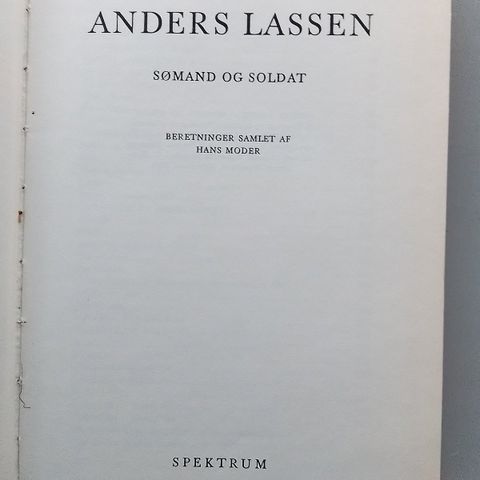 ANDERS LASSEN
SØMAND OG SOLDAT
BERETNINGER SAMLET AF
HANS MODER
SPEKTRUM